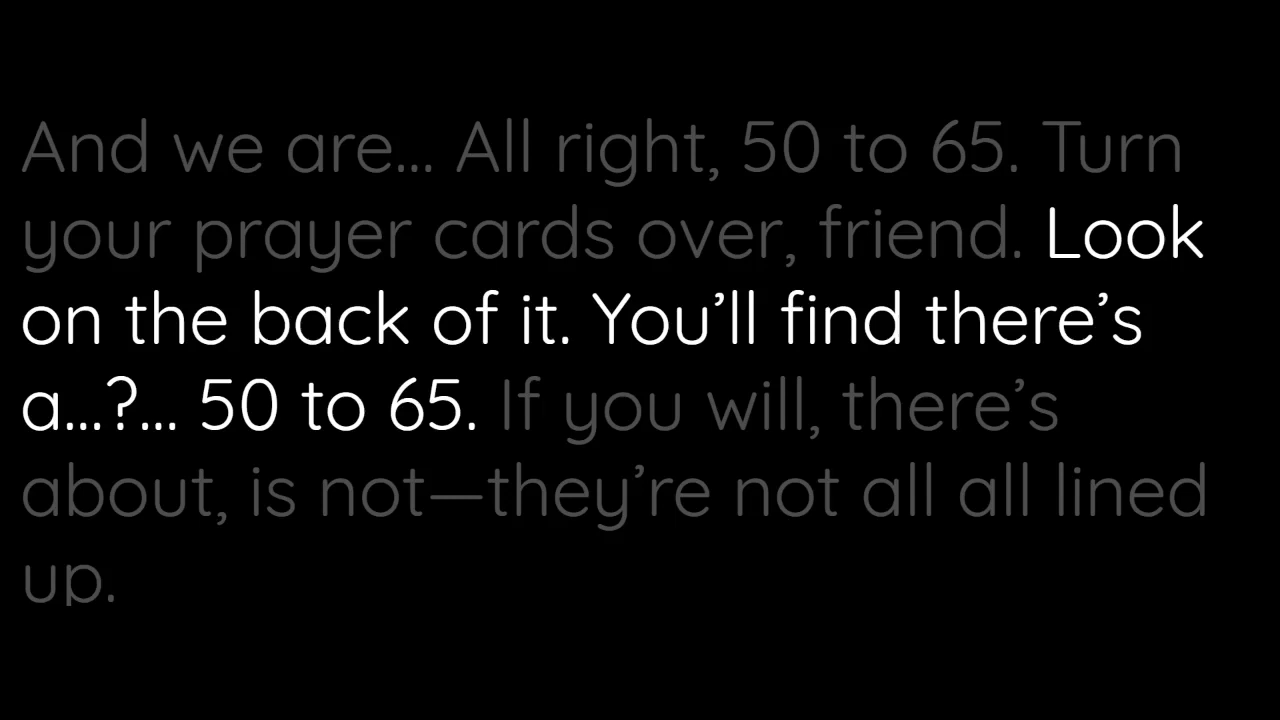 And we are... All right, 50 to 65. Turn
your prayer cards over, friend. Look
on the back of it. You’ll find there’s
a...?... 50 to 65. If you will, there’s
about, is not—they’re not all all lined
up.